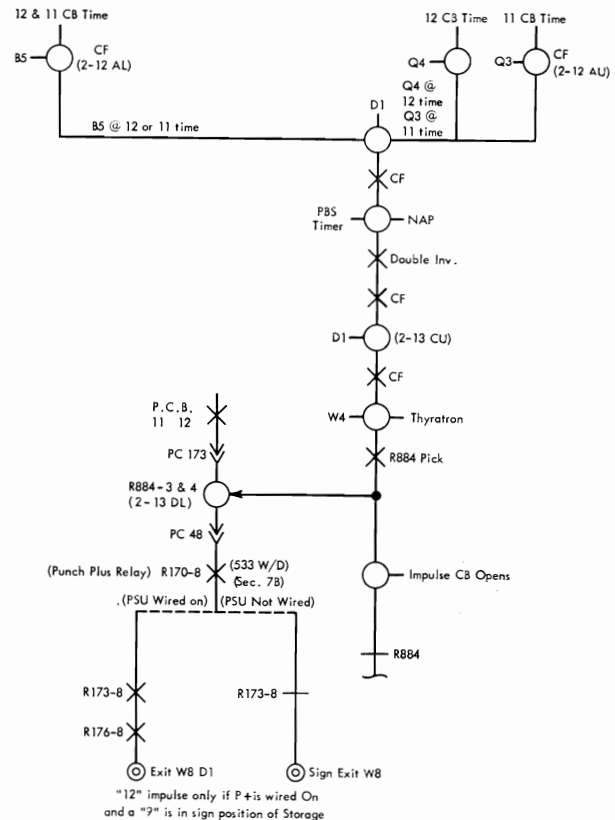 12 & 11 CB Time
12 CB Time
11 CB Time
B5
CF
(2-12 AL)
Q4
Q3
CF
(2-12 AU)
Q4 @
12 time
Q3 @
11 time
D1
B5 @ 12 or 11 time
CF
PBS
Timer
NAP
Double Inv.
CF
D1
(2-13 CU)
CF
P.C.B.
11 12
W4
Thyratron
PC 173
R884 Pick
R884-3 & 4
(2-13 DL)
PC 48
(Punch Plus Relay) R170-8
(533 W/D)
(Sec. 7B)
Impulse CB Opens
.(PSU Wired on)
(PSU Not Wired)
R884
R173-8
R173-8
R176-8
Exit W8 D1
Sign Exit W8
"12" impulse only if P+is wired On
and a "9" is in sign position of Storage